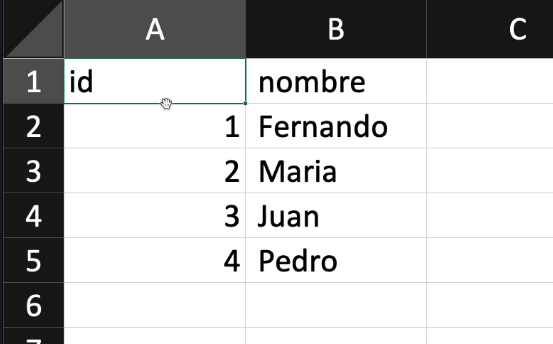 A B C
1 id nombre
2 1 Fernando
3 2 Maria
4 3 Juan
5 4 Pedro
6